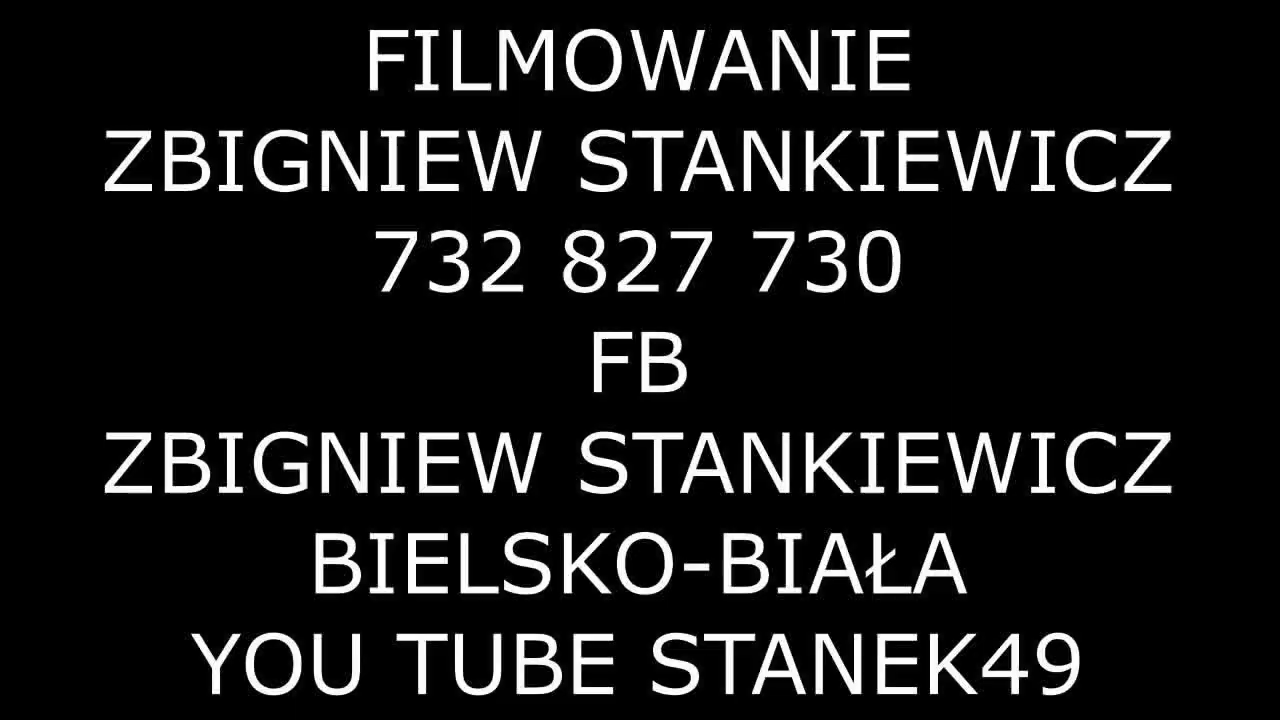 FILMOWANIE
ZBIGNIEW STANKIEWICZ
732 827 730
FB
ZBIGNIEW STANKIEWICZ
BIELSKO-BIAŁA
YOU TUBE STANEK49